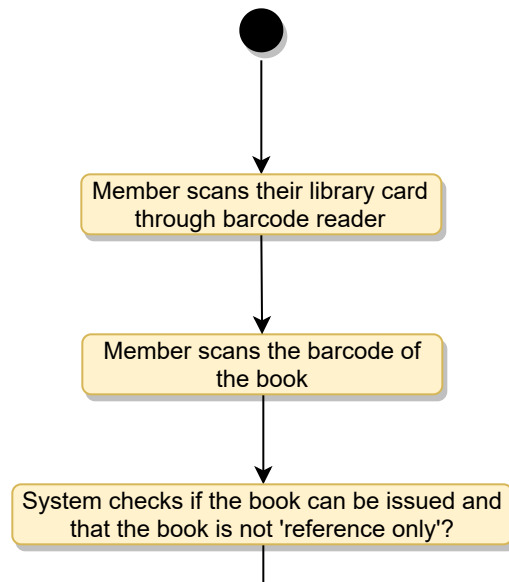 Member scans their library card
through barcode reader
Member scans the barcode of
the book
System checks if the book can be issued and
that the book is not 'reference only'?